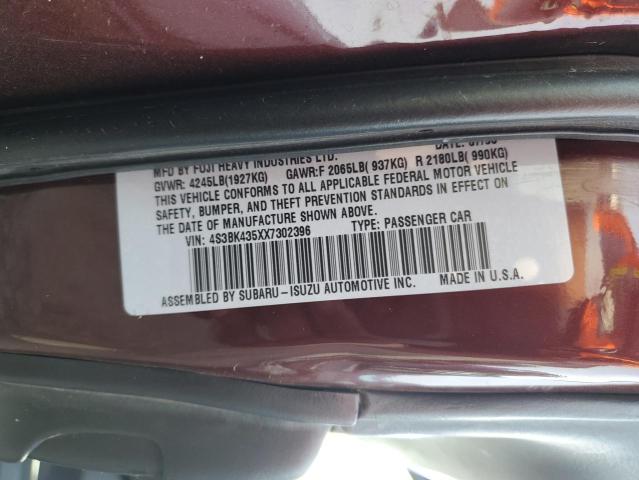 MFD BY FUJI HEAVY INDUSTRIES LTD. DATE:
GVWR: 4245LB(1927KG) GAWR:F 2065LB( 937KG) R 2180LB( 990KG)
THIS VEHICLE CONFORMS TO ALL APPLICABLE FEDERAL MOTOR VEHICLE
SAFETY, BUMPER, AND THEFT PREVENTION STANDARDS IN EFFECT ON
THE DATE OF MANUFACTURE SHOWN ABOVE.
VIN: 4S3BK435XX7302396 TYPE: PASSENGER CAR
ASSEMBLED BY SUBARU-ISUZU AUTOMOTIVE INC. MADE IN U.S.A.